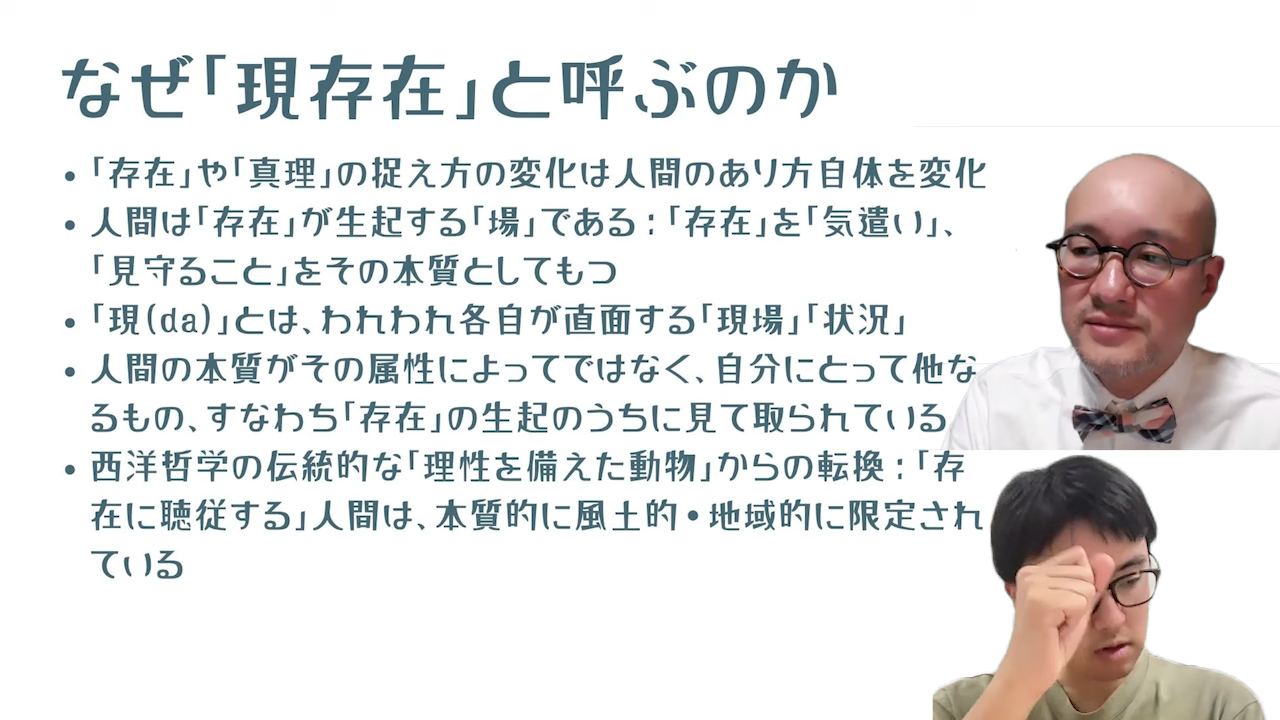 なぜ「現存在」と呼ぶのか
• 「存在」や「真理」の捉え方の変化は人間のあり方自体を変化
• 人間は「存在」が生起する「場」である：「存在」を「気遣い」、
「見守ること」をその本質としてもつ
• 「現(da)」とは、われわれ各自が直面する「現場」「状況」
• 人間の本質がその属性によってではなく、自分にとって他な
るもの、すなわち「存在」の生起のうちに見て取られている
• 西洋哲学の伝統的な「理性を備えた動物」からの転換：「存
在に聴従する」人間は、本質的に風土的・地域的に限定され
ている